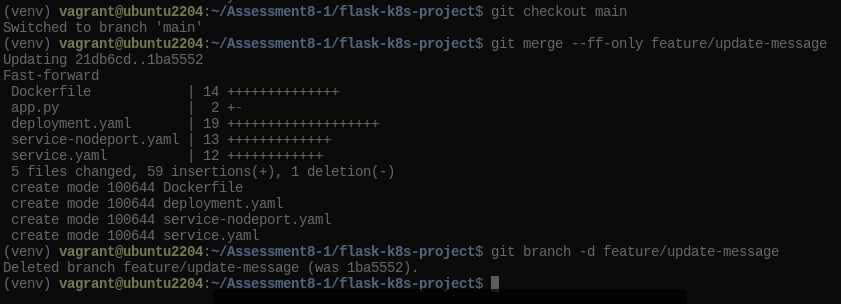 (venv) vagrant@ubuntu2204:~/Assessment8-1/flask-k8s-project$ git checkout main
Switched to branch 'main'
(venv) vagrant@ubuntu2204:~/Assessment8-1/flask-k8s-project$ git merge --ff-only feature/update-message
Updating 21db6cd..1ba5552
Fast-forward
 Dockerfile            | 14 ++++++++++++++
 app.py                |  2 +-
 deployment.yaml       | 19 +++++++++++++++++++
 service-nodeport.yaml | 13 +++++++++++++
 service.yaml          | 12 ++++++++++++
 5 files changed, 59 insertions(+), 1 deletion(-)
 create mode 100644 Dockerfile
 create mode 100644 deployment.yaml
 create mode 100644 service-nodeport.yaml
 create mode 100644 service.yaml
(venv) vagrant@ubuntu2204:~/Assessment8-1/flask-k8s-project$ git branch -d feature/update-message
Deleted branch feature/update-message (was 1ba5552).
(venv) vagrant@ubuntu2204:~/Assessment8-1/flask-k8s-project$